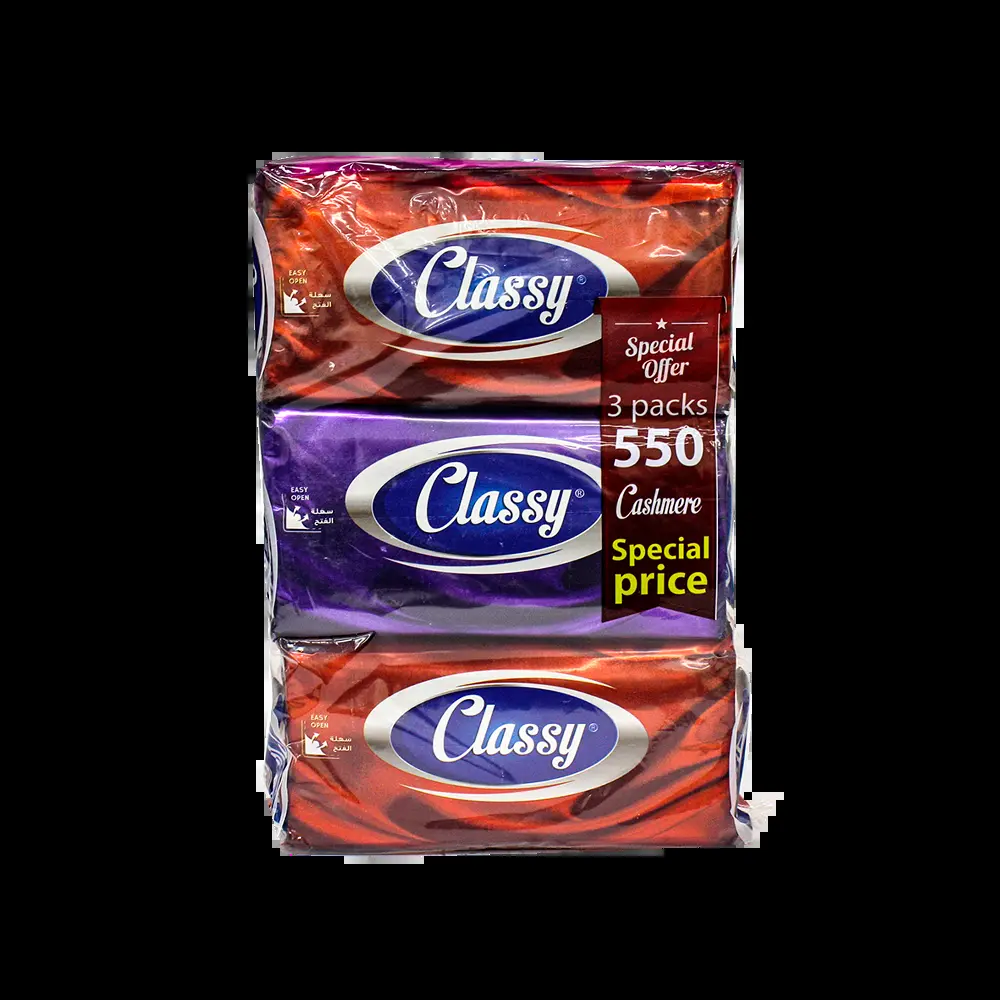 EASY
OPEN
سهلة
الفتح
Classy®
Special
Offer
3 packs
550
Cashmere
Special
price
EASY
OPEN
سهلة
الفتح
Classy®
EASY
OPEN
سهلة
الفتح
Classy®